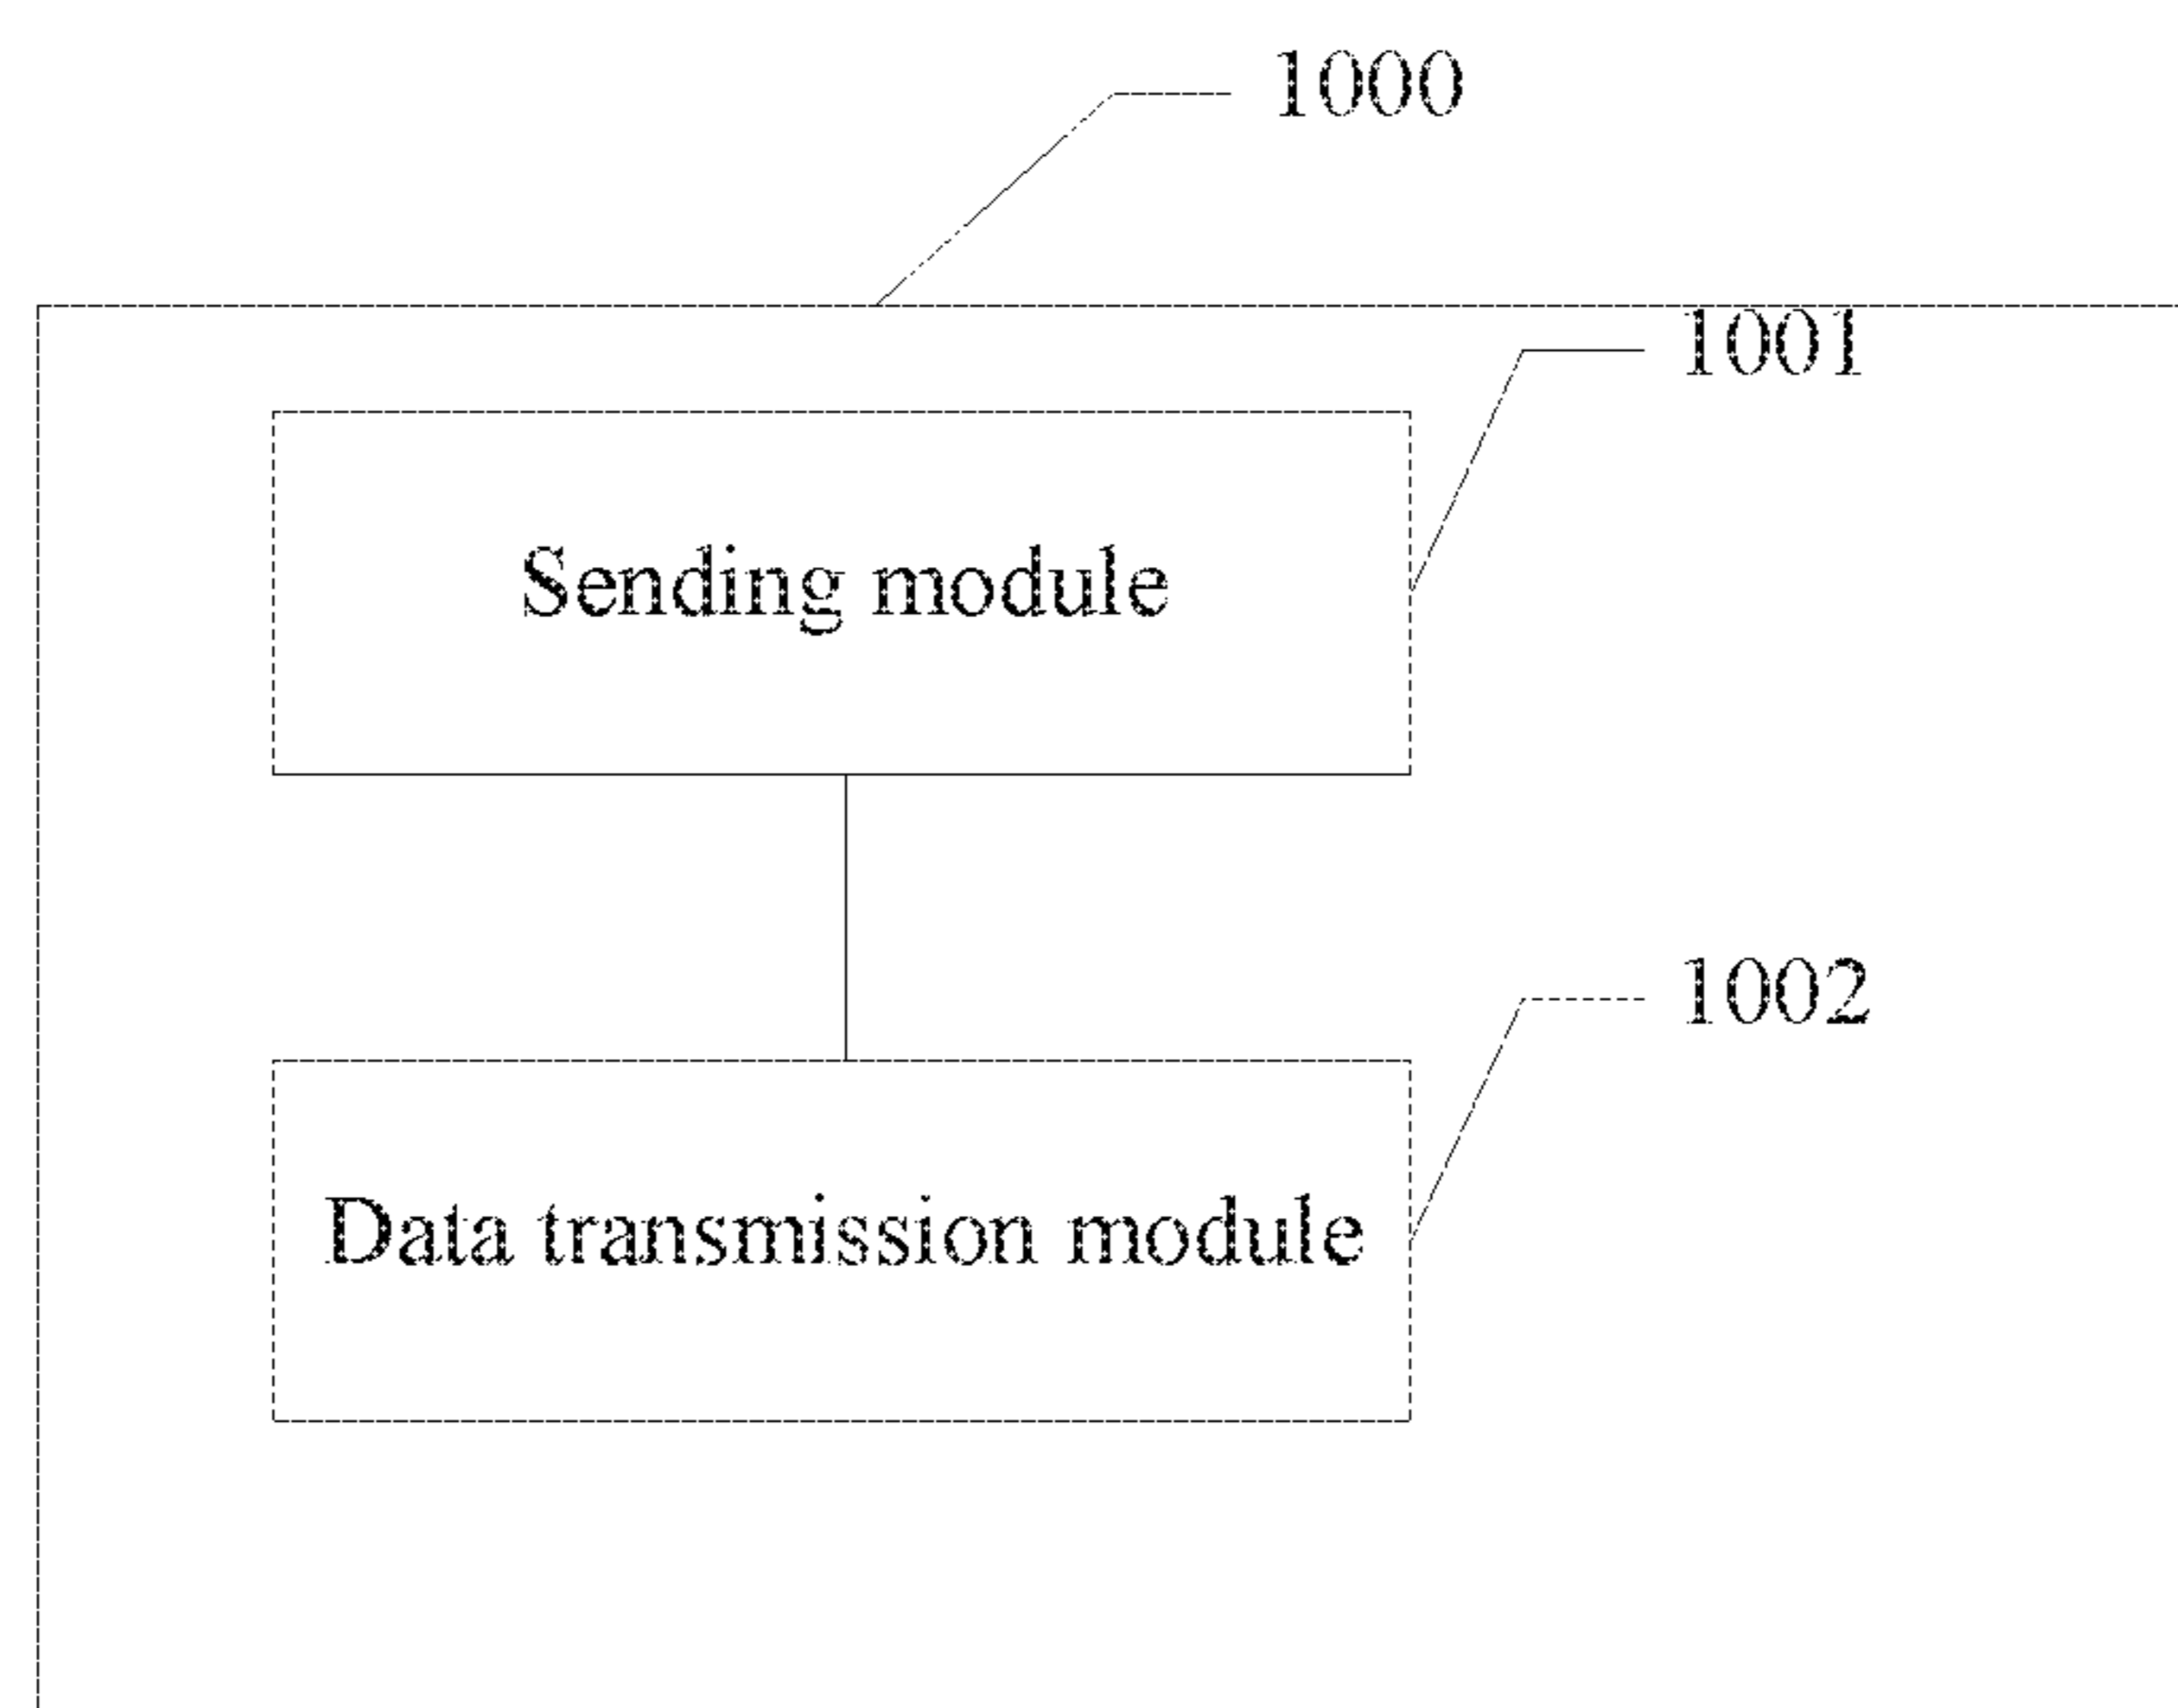 1000
1001
Sending module
1002
Data transmission module